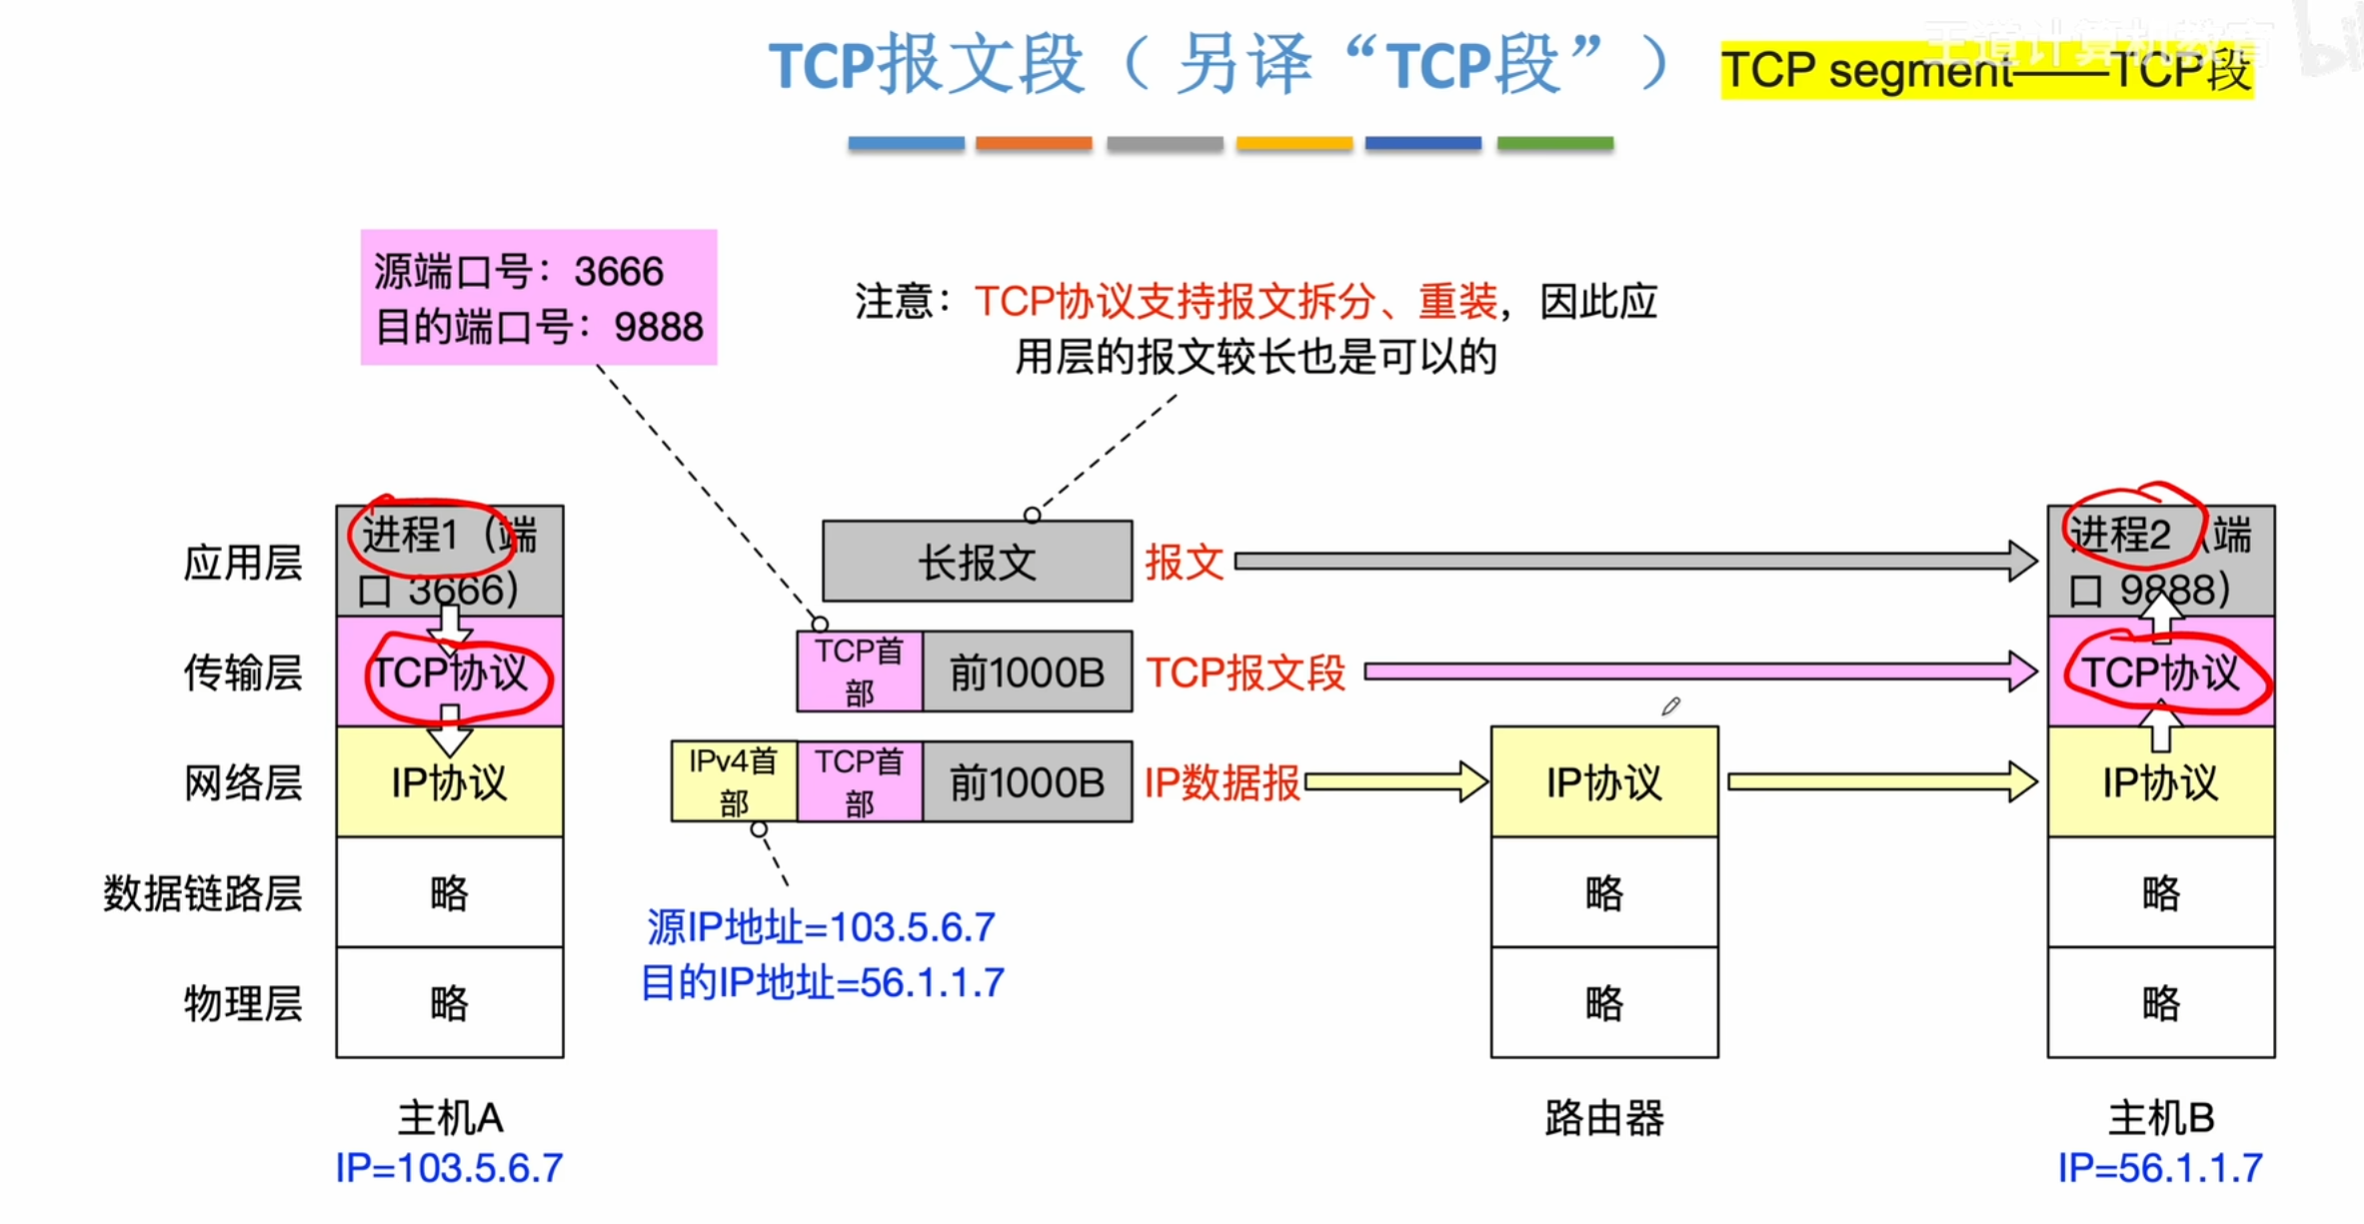 王道计算机教育
TCP报文段（另译“TCP段”）
TCP segment——TCP段
源端口号：3666
目的端口号：9888
注意：TCP协议支持报文拆分、重装，因此应
用层的报文较长也是可以的
应用层
进程1（端
口 3666）
长报文
报文
进程2（端
口 9888）
传输层
TCP协议
TCP首
部
前1000B
TCP报文段
TCP协议
网络层
IP协议
IPv4首
部
TCP首
部
前1000B
IP数据报
IP协议
IP协议
数据链路层
略
略
略
源IP地址=103.5.6.7
目的IP地址=56.1.1.7
物理层
略
略
略
主机A
IP=103.5.6.7
路由器
主机B
IP=56.1.1.7